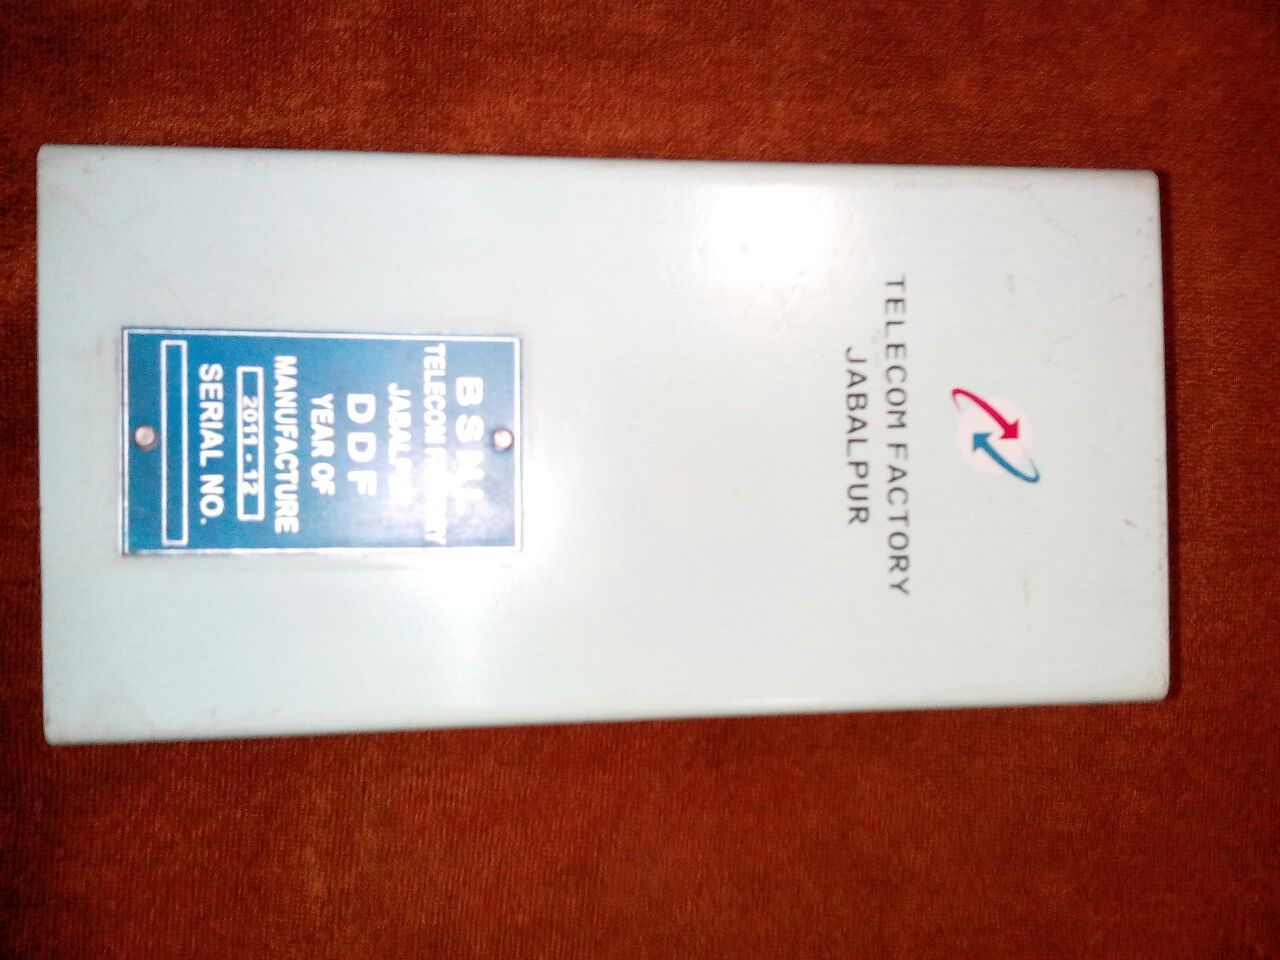 TELECOM FACTORY
JABALPUR
BSNL
TELECOM FACTORY
JABALPUR
DDF
YEAR OF
MANUFACTURE
2011-12
SERIAL NO.